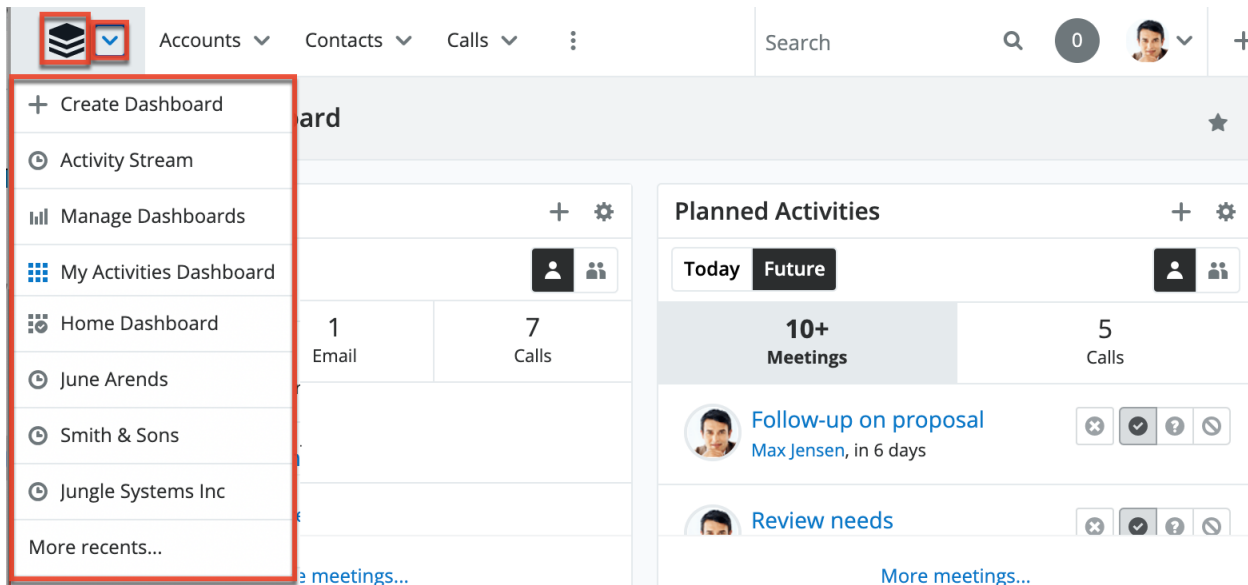 Accounts
Contacts
Calls
Search
0
Create Dashboard
Activity Stream
Manage Dashboards
My Activities Dashboard
Home Dashboard
June Arends
Smith & Sons
Jungle Systems Inc
More recents...
1
Email
7
Calls
Planned Activities
Today
Future
10+
Meetings
5
Calls
Follow-up on proposal
Max Jensen, in 6 days
Review needs
meetings...
More meetings...